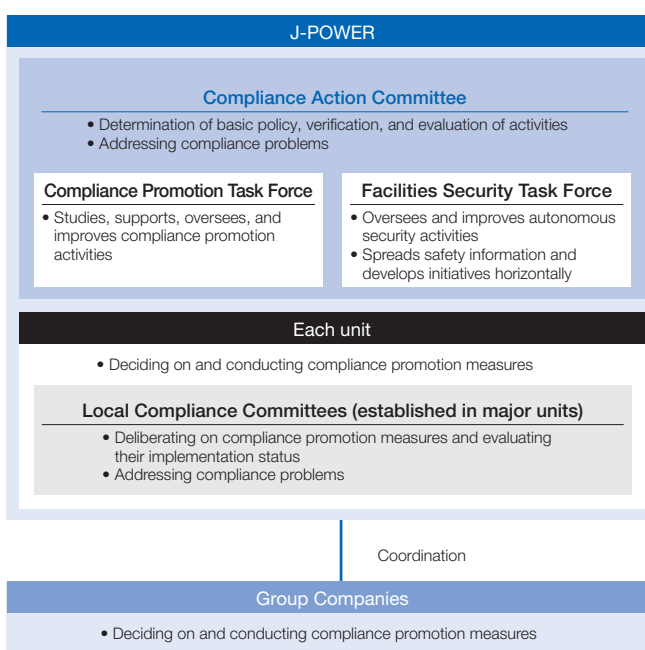 J-POWER
Compliance Action Committee
• Determination of basic policy, verification, and evaluation of activities
• Addressing compliance problems
Compliance Promotion Task Force
• Studies, supports, oversees, and
improves compliance promotion
activities
Facilities Security Task Force
• Oversees and improves autonomous
security activities
• Spreads safety information and
develops initiatives horizontally
Each unit
• Deciding on and conducting compliance promotion measures
Local Compliance Committees (established in major units)
• Deliberating on compliance promotion measures and evaluating
their implementation status
• Addressing compliance problems
Coordination
Group Companies
• Deciding on and conducting compliance promotion measures